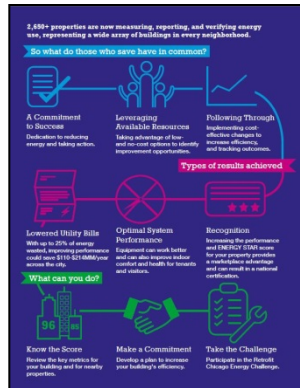 2,650+ properties are now measuring, reporting, and verifying energy
use, representing a wide array of buildings in every neighborhood.
So what do those who save have in common?
A Commitment
to Success
Dedication to reducing
energy and taking action.
Leveraging
Available Resources
Taking advantage of low-
and no-cost options to identify
improvement opportunities.
Following Through
Implementing cost-
effective changes to
increase efficiency,
and tracking outcomes.
Types of results achieved
Lowered Utility Bills
With up to 25% of energy
wasted, improving performance
could save $110-$214MM/year
across the city.
Optimal System
Performance
Equipment can work better
and can also improve indoor
comfort and health for tenants
and visitors.
Recognition
Increasing the performance
and ENERGY STAR score
for your property provides
a marketplace advantage
and can result in a
national certification.
What can you do?
96
85
Know the Score
Review the key metrics for
your building and for nearby
properties.
Make a Commitment
Develop a plan to increase
your building's efficiency.
Take the Challenge
Participate in the Retrofit
Chicago Energy Challenge.